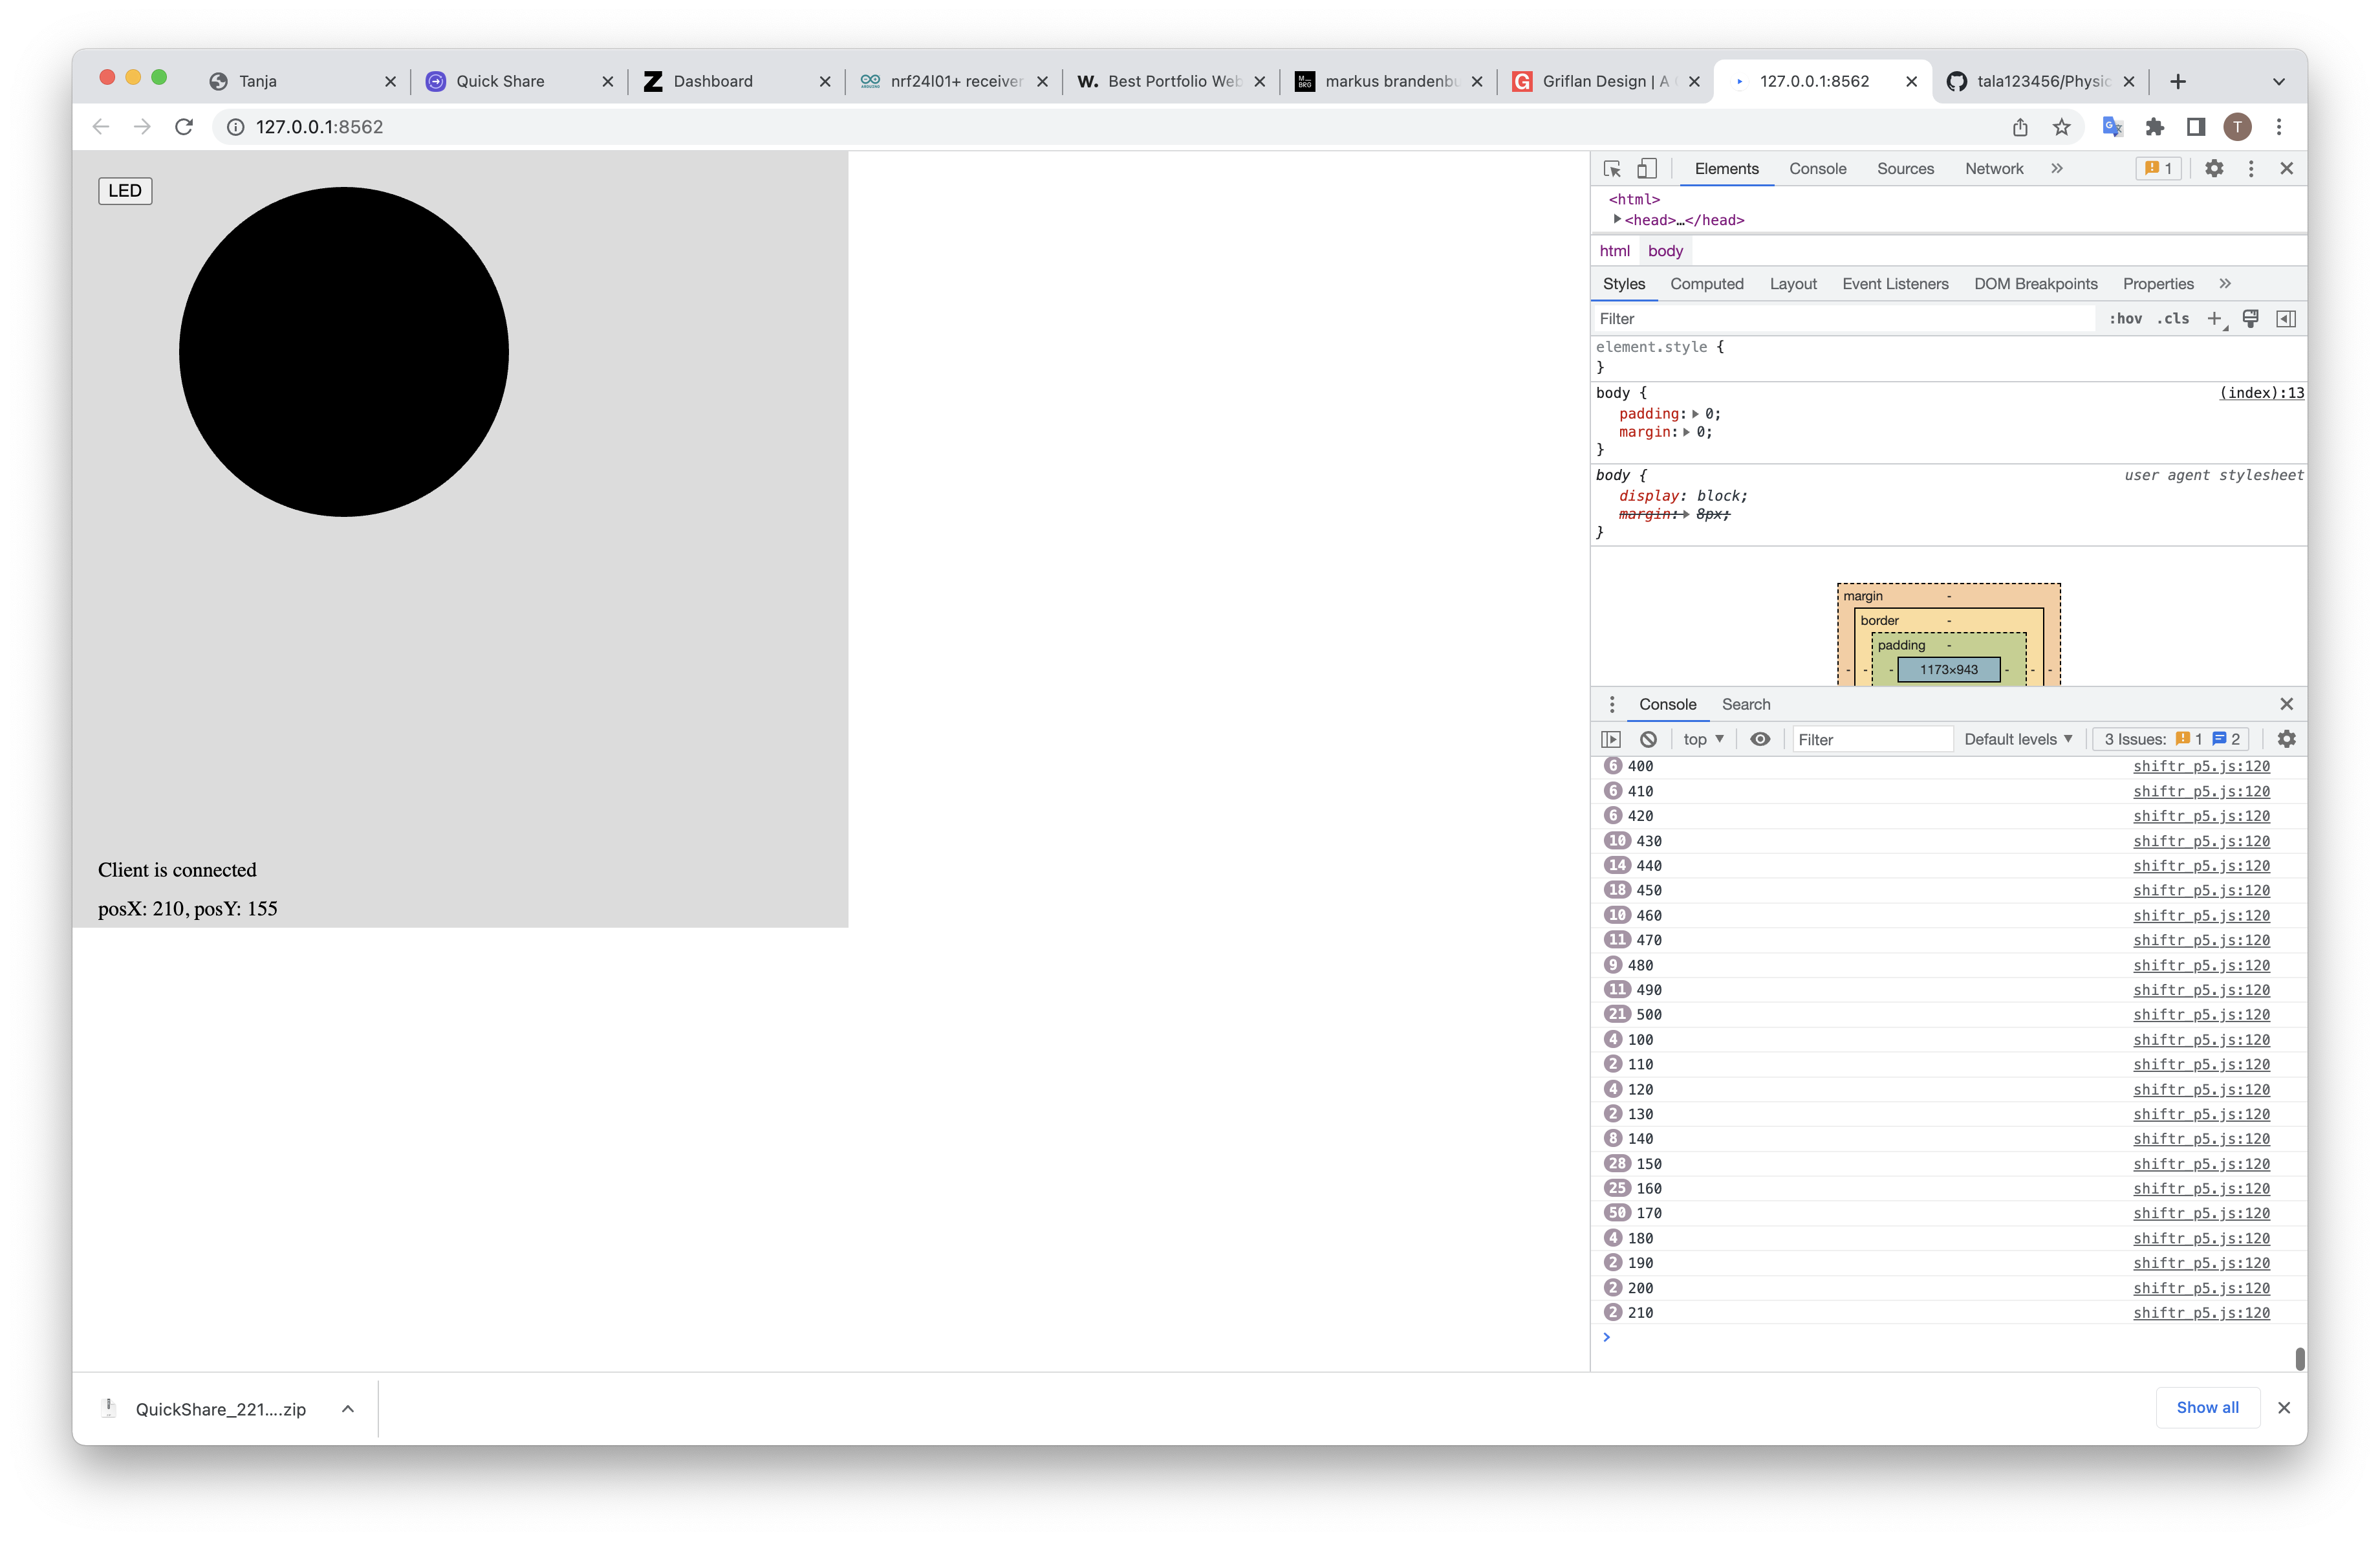 Tanja
Quick Share
Dashboard
nrf24l01+ receiver
W. Best Portfolio Web
M_ BRG markus brandenbu
G Griflan Design | A
127.0.0.1:8562
tala123456/Physic
127.0.0.1:8562
T
LED
Client is connected
posX: 210, posY: 155
Elements Console Sources Network 1
<html>
<head>…</head>
html body
Styles Computed Layout Event Listeners DOM Breakpoints Properties
Filter :hov .cls
element.style {
}
body { (index):13
padding: 0;
margin: 0;
}
body { user agent stylesheet
display: block;
margin: 8px;
}
margin -
border -
padding -
- - - 1173×943 - - -
Console Search
top Filter Default levels 3 Issues: 1 2
6 400 shiftr_p5.js:120
6 410 shiftr_p5.js:120
6 420 shiftr_p5.js:120
10 430 shiftr_p5.js:120
14 440 shiftr_p5.js:120
18 450 shiftr_p5.js:120
10 460 shiftr_p5.js:120
11 470 shiftr_p5.js:120
9 480 shiftr_p5.js:120
11 490 shiftr_p5.js:120
21 500 shiftr_p5.js:120
4 100 shiftr_p5.js:120
2 110 shiftr_p5.js:120
4 120 shiftr_p5.js:120
2 130 shiftr_p5.js:120
8 140 shiftr_p5.js:120
28 150 shiftr_p5.js:120
25 160 shiftr_p5.js:120
50 170 shiftr_p5.js:120
4 180 shiftr_p5.js:120
2 190 shiftr_p5.js:120
2 200 shiftr_p5.js:120
2 210 shiftr_p5.js:120
QuickShare_221....zip
Show all